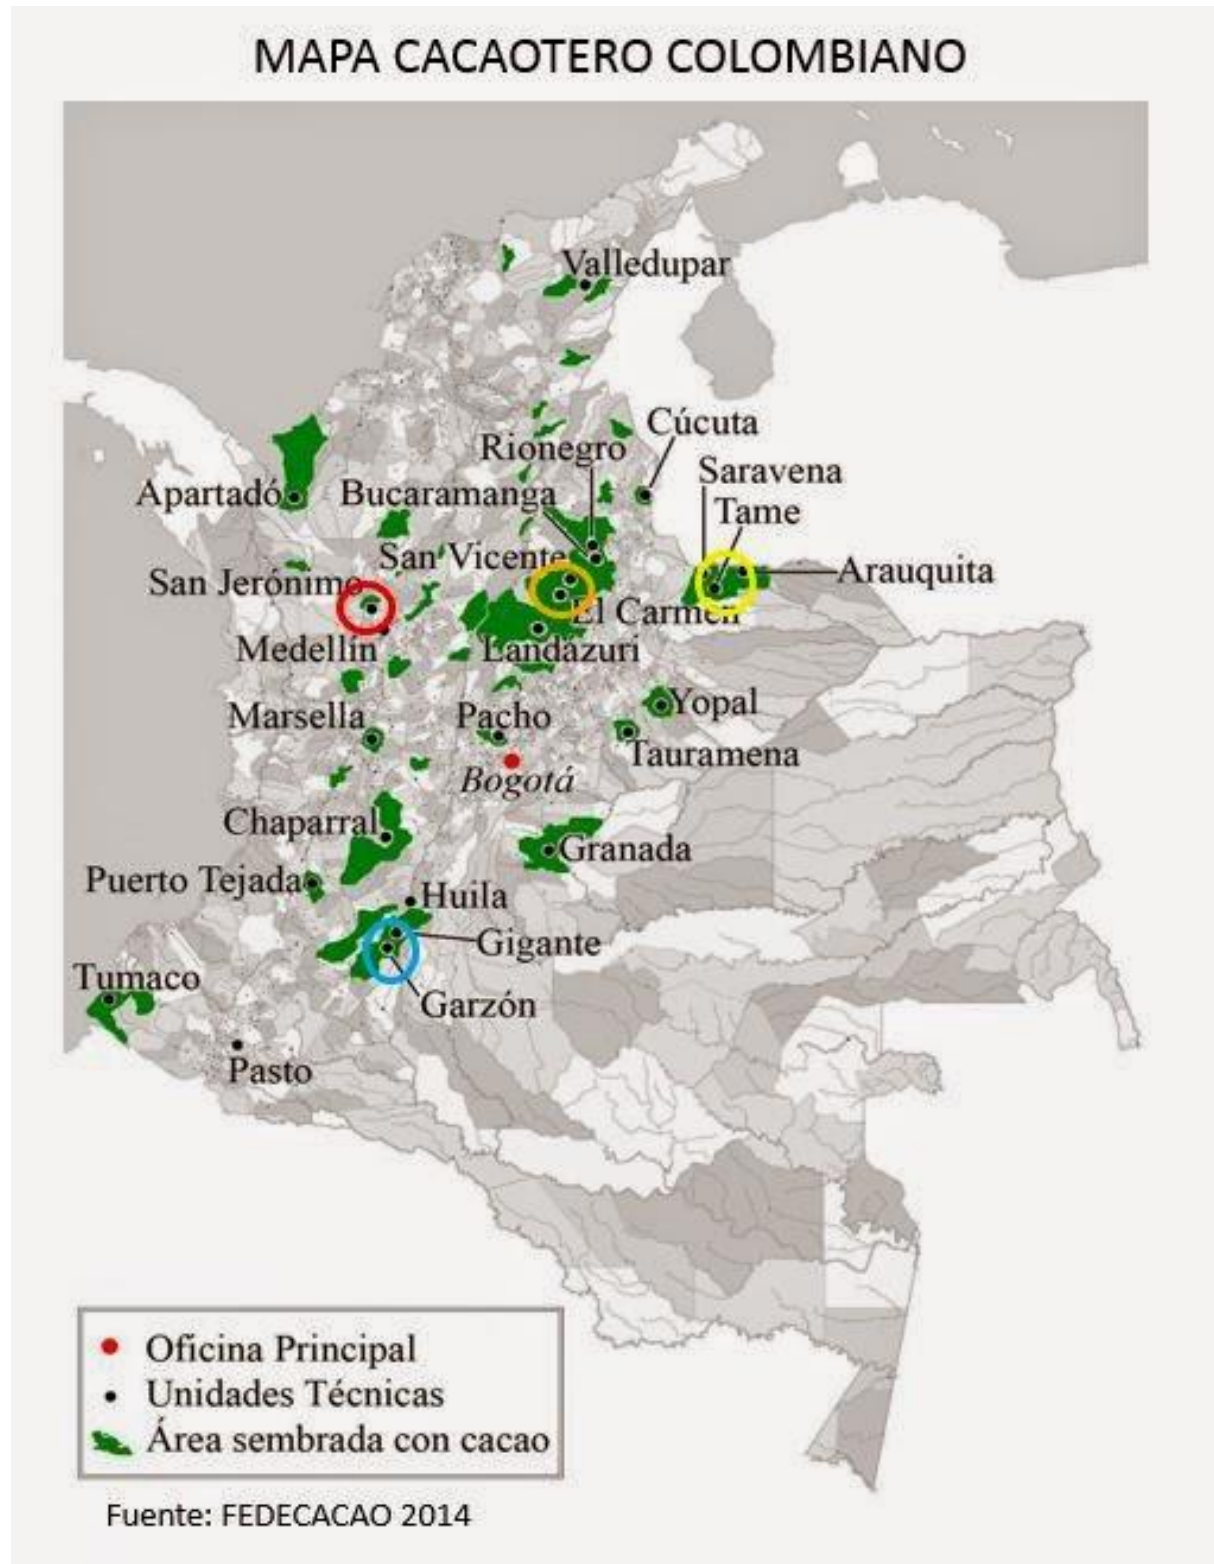 MAPA CACAOTERO COLOMBIANO
Valledupar
Cúcuta
Rionegro
Saravena
Apartadó
Bucaramanga
Tame
San Vicente
Arauquita
San Jerónimo
El Carmen
Medellín
Landázuri
Yopal
Marsella
Pacho
Tauramena
Bogotá
Chaparral
Granada
Puerto Tejada
Huila
Gigante
Tumaco
Garzón
Pasto
Oficina Principal
Unidades Técnicas
Área sembrada con cacao
Fuente: FEDECACAO 2014